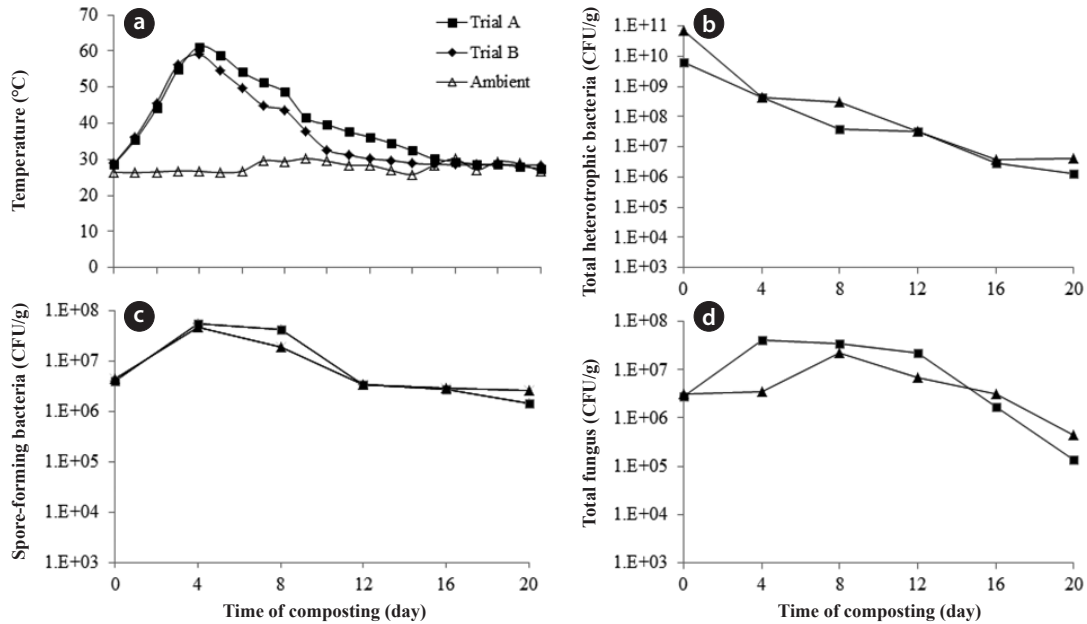 a
Temperature (°C)
70
60
50
40
30
20
10
0
Trial A
Trial B
Ambient
b
Total heterotrophic bacteria (CFU/g)
1.E+11
1.E+10
1.E+09
1.E+08
1.E+07
1.E+06
1.E+05
1.E+04
1.E+03
0 4 8 12 16 20
c
Spore-forming bacteria (CFU/g)
1.E+08
1.E+07
1.E+06
1.E+05
1.E+04
1.E+03
0 4 8 12 16 20
Time of composting (day)
d
Total fungus (CFU/g)
1.E+08
1.E+07
1.E+06
1.E+05
1.E+04
1.E+03
0 4 8 12 16 20
Time of composting (day)